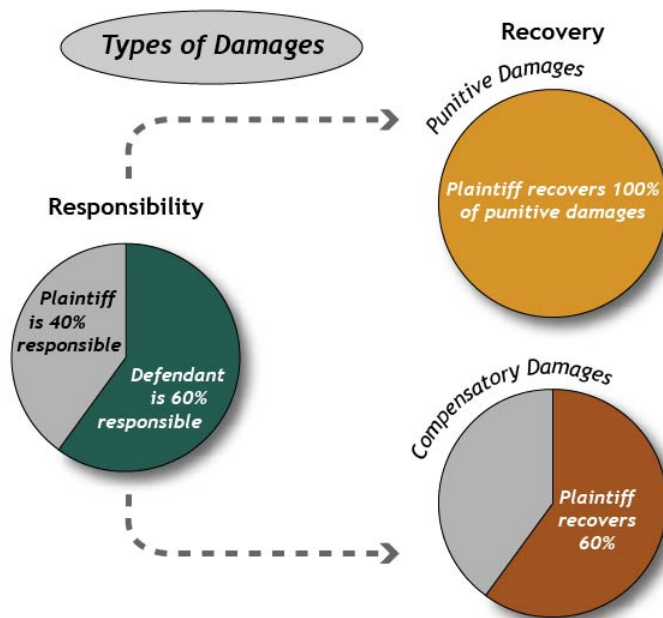 Types of Damages
Recovery
Punitive Damages
Plaintiff recovers 100%
of punitive damages
Responsibility
Plaintiff
is 40%
responsible
Defendant
is 60%
responsible
Compensatory Damages
Plaintiff
recovers
60%